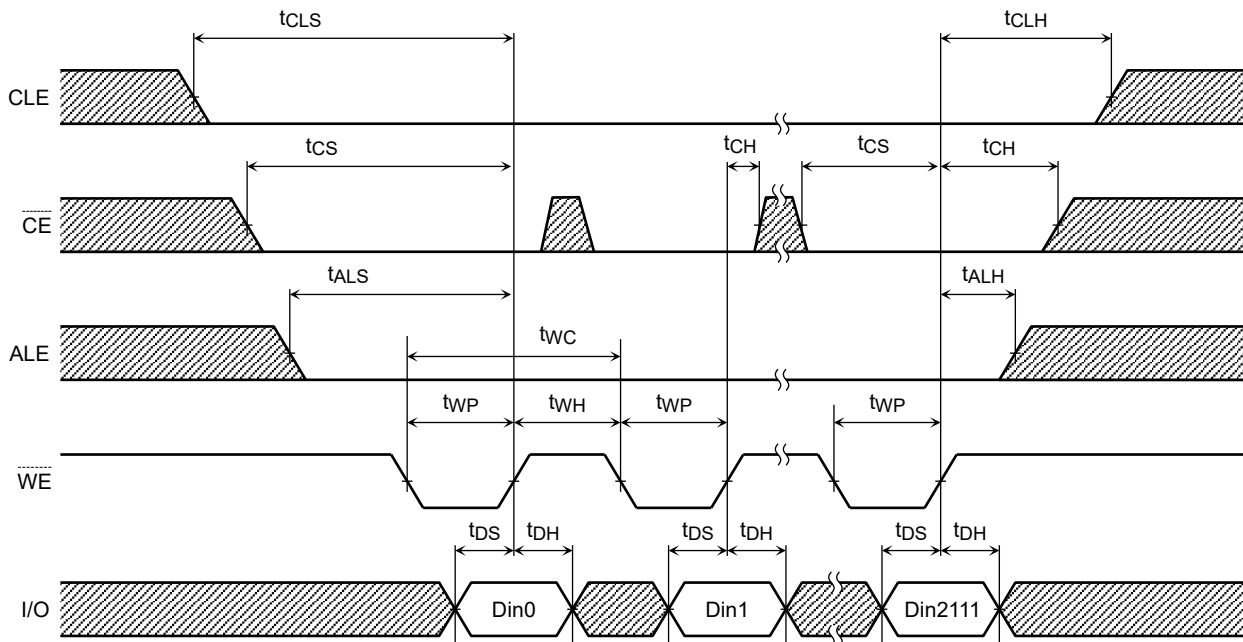 tCLS tCLH
CLE
tCS tCH tCS tCH
CE
tALS tALH
tWC
ALE
tWP tWH tWP tWP
WE
tDS tDH tDS tDH tDS tDH
I/O Din0 Din1 Din2111